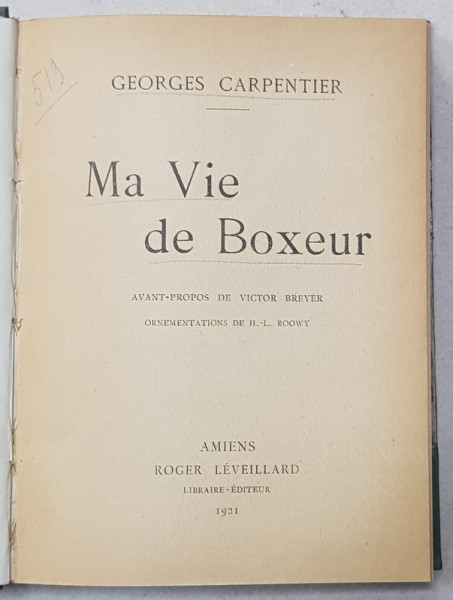 519
GEORGES CARPENTIER
Ma Vie
de Boxeur
AVANT-PROPOS DE VICTOR BREYER
ORNEMENTATIONS DE H.-L. ROOWY
AMIENS
ROGER LÉVEILLARD
LIBRAIRE-ÉDITEUR
1921